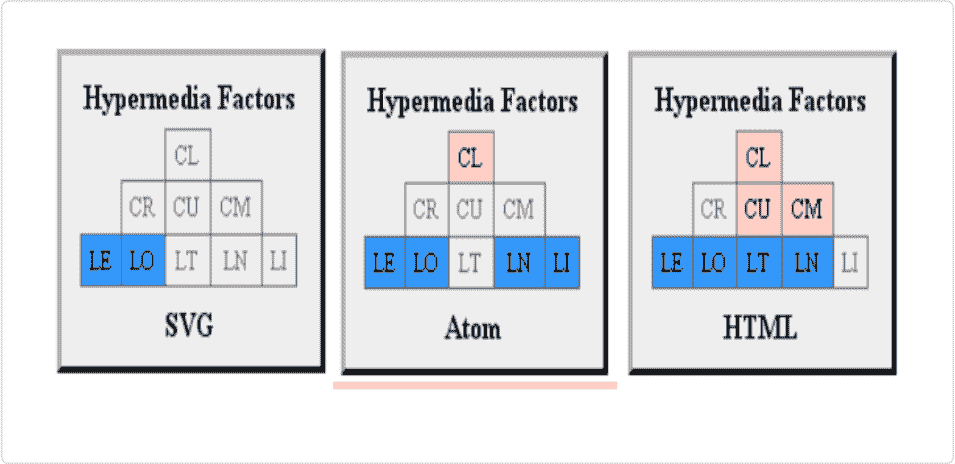 Hypermedia Factors
CL
CR CU CM
LE LO LT LN LI
SVG
Hypermedia Factors
CL
CR CU CM
LE LO LT LN LI
Atom
Hypermedia Factors
CL
CR CU CM
LE LO LT LN LI
HTML